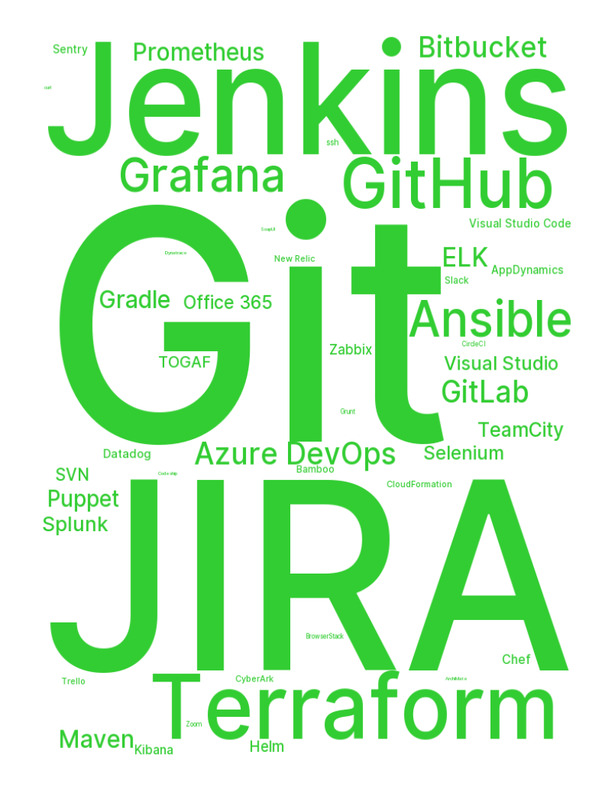 Sentry
Prometheus
Bitbucket
Jenkins
ssh
Grafana
GitHub
Visual Studio Code
Git
New Relic
ELK
AppDynamics
Slack
Gradle
Office 365
Ansible
CircleCI
Zabbix
TOGAF
Visual Studio
GitLab
Grunt
TeamCity
Datadog
Azure DevOps
Selenium
Bamboo
SVN
CloudFormation
Puppet
Splunk
JIRA
BrowserStack
Chef
Trello
CyberArk
Terraform
Zoom
Maven
Kibana
Helm